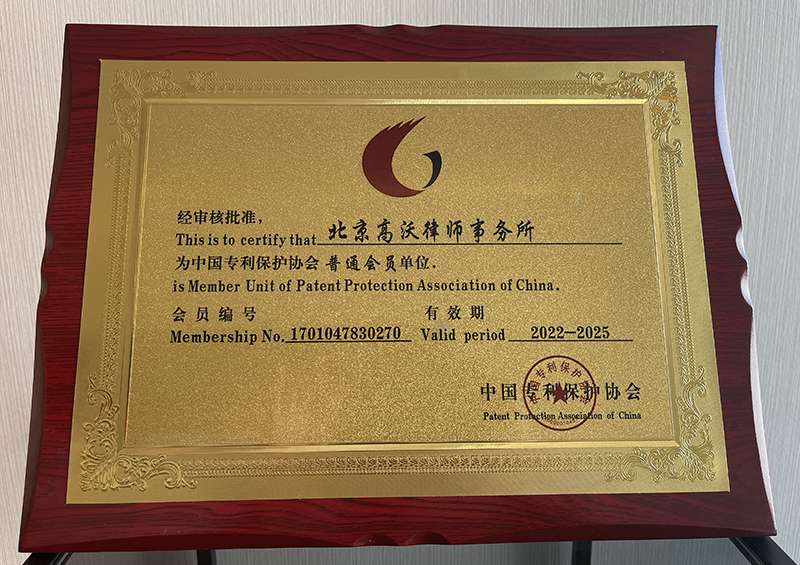 经审核批准，
This is to certify that 北京高沃律师事务所
为中国专利保护协会 普通会员单位。
is Member Unit of Patent Protection Association of China.
会员编号 有效期
Membership No. 1701047830270 Valid period 2022—2025
中国专利保护协会
Patent Protection Association of China